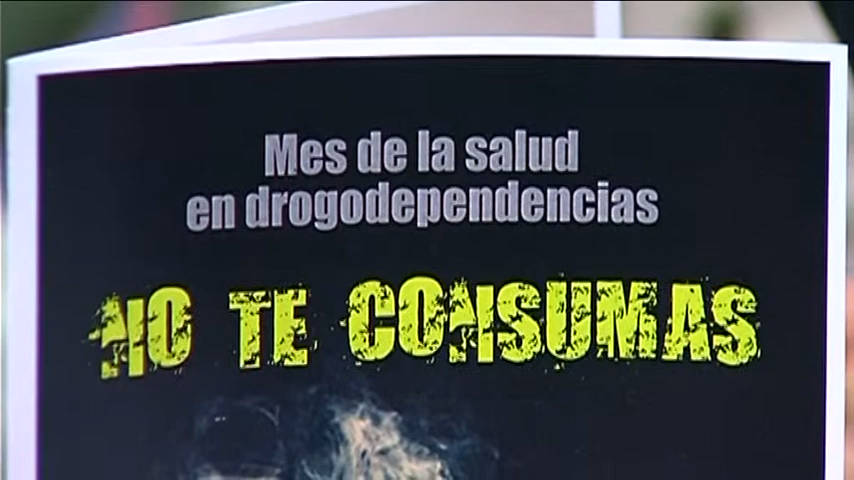 Mes de la salud
en drogodependencias
NO TE CONSUMAS